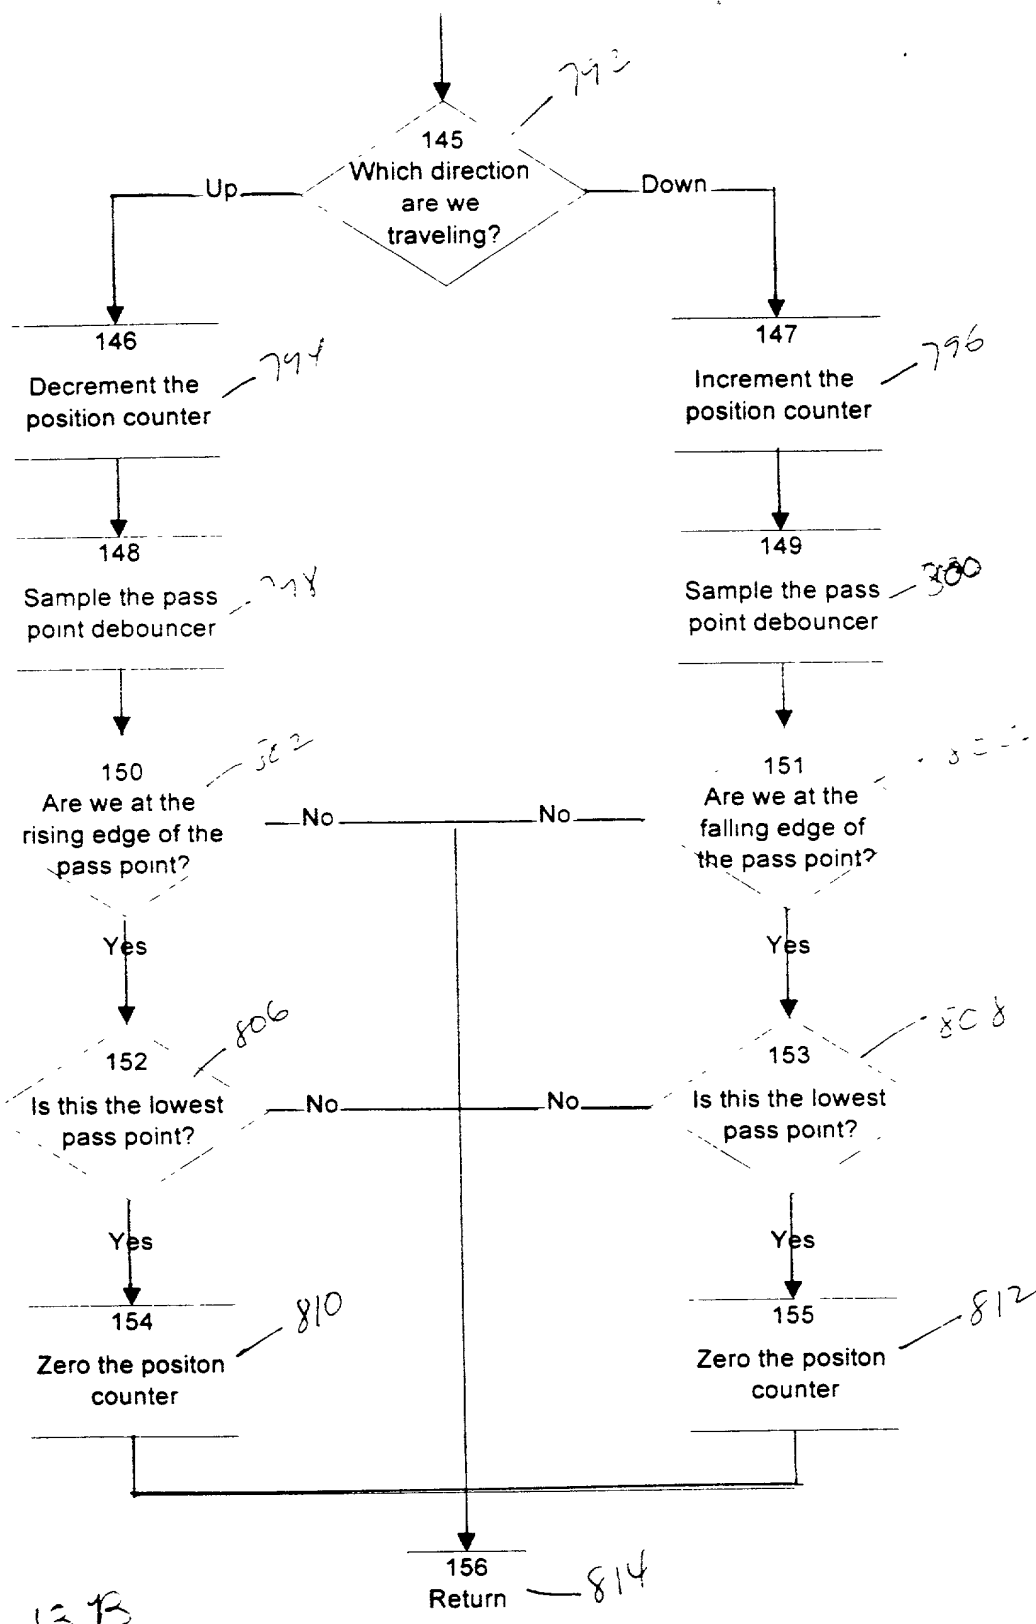 792
145
Which direction
are we
traveling?
Up
Down
146
Decrement the
position counter
794
147
Increment the
position counter
796
148
Sample the pass
point debouncer
149
Sample the pass
point debouncer
150
Are we at the
rising edge of the
pass point?
802
No
No
151
Are we at the
falling edge of
the pass point?
Yes
Yes
152
Is this the lowest
pass point?
806
No
No
153
Is this the lowest
pass point?
808
Yes
Yes
154
Zero the positon
counter
810
155
Zero the positon
counter
812
156
Return
814